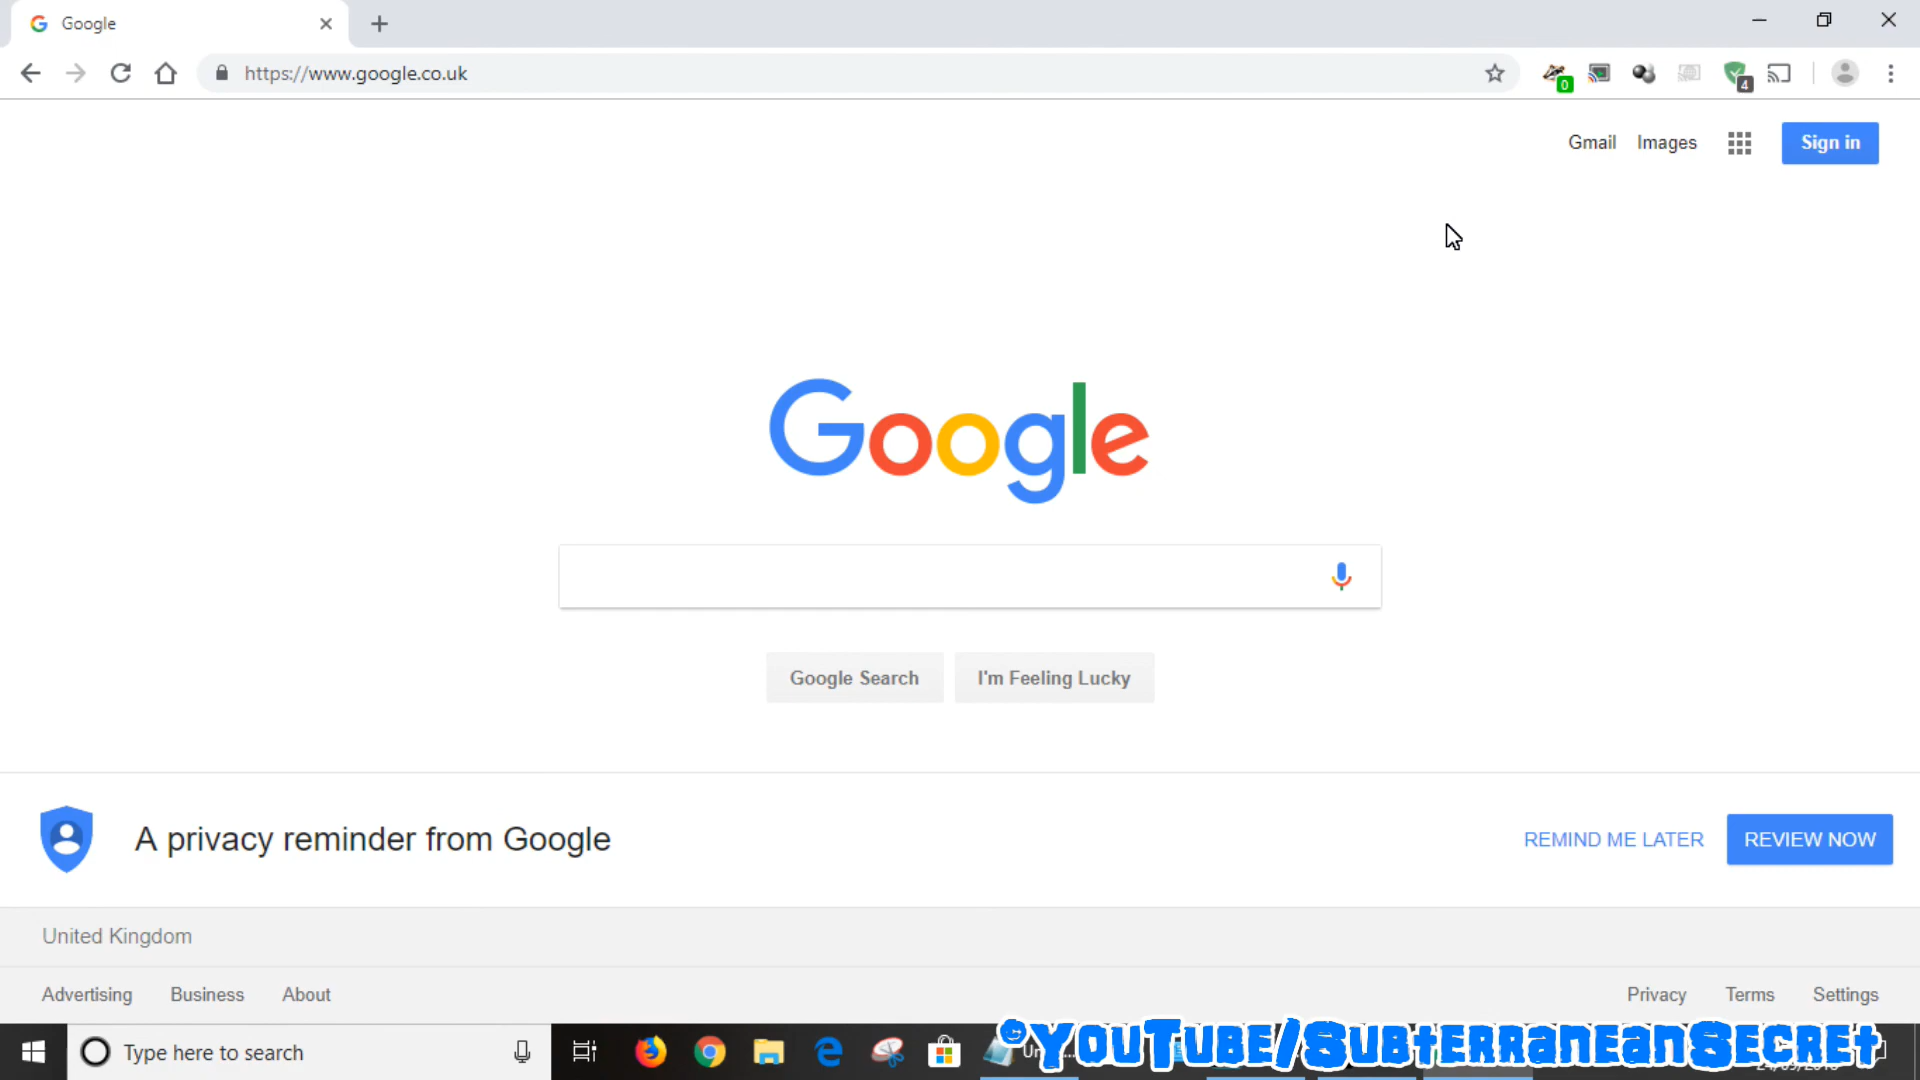 Google
https://www.google.co.uk
0
4
Gmail Images
Sign in
Google
Google Search
I'm Feeling Lucky
A privacy reminder from Google
REMIND ME LATER
REVIEW NOW
United Kingdom
Advertising Business About
Privacy Terms Settings
Type here to search
©YouTube/SubterraneanSecret